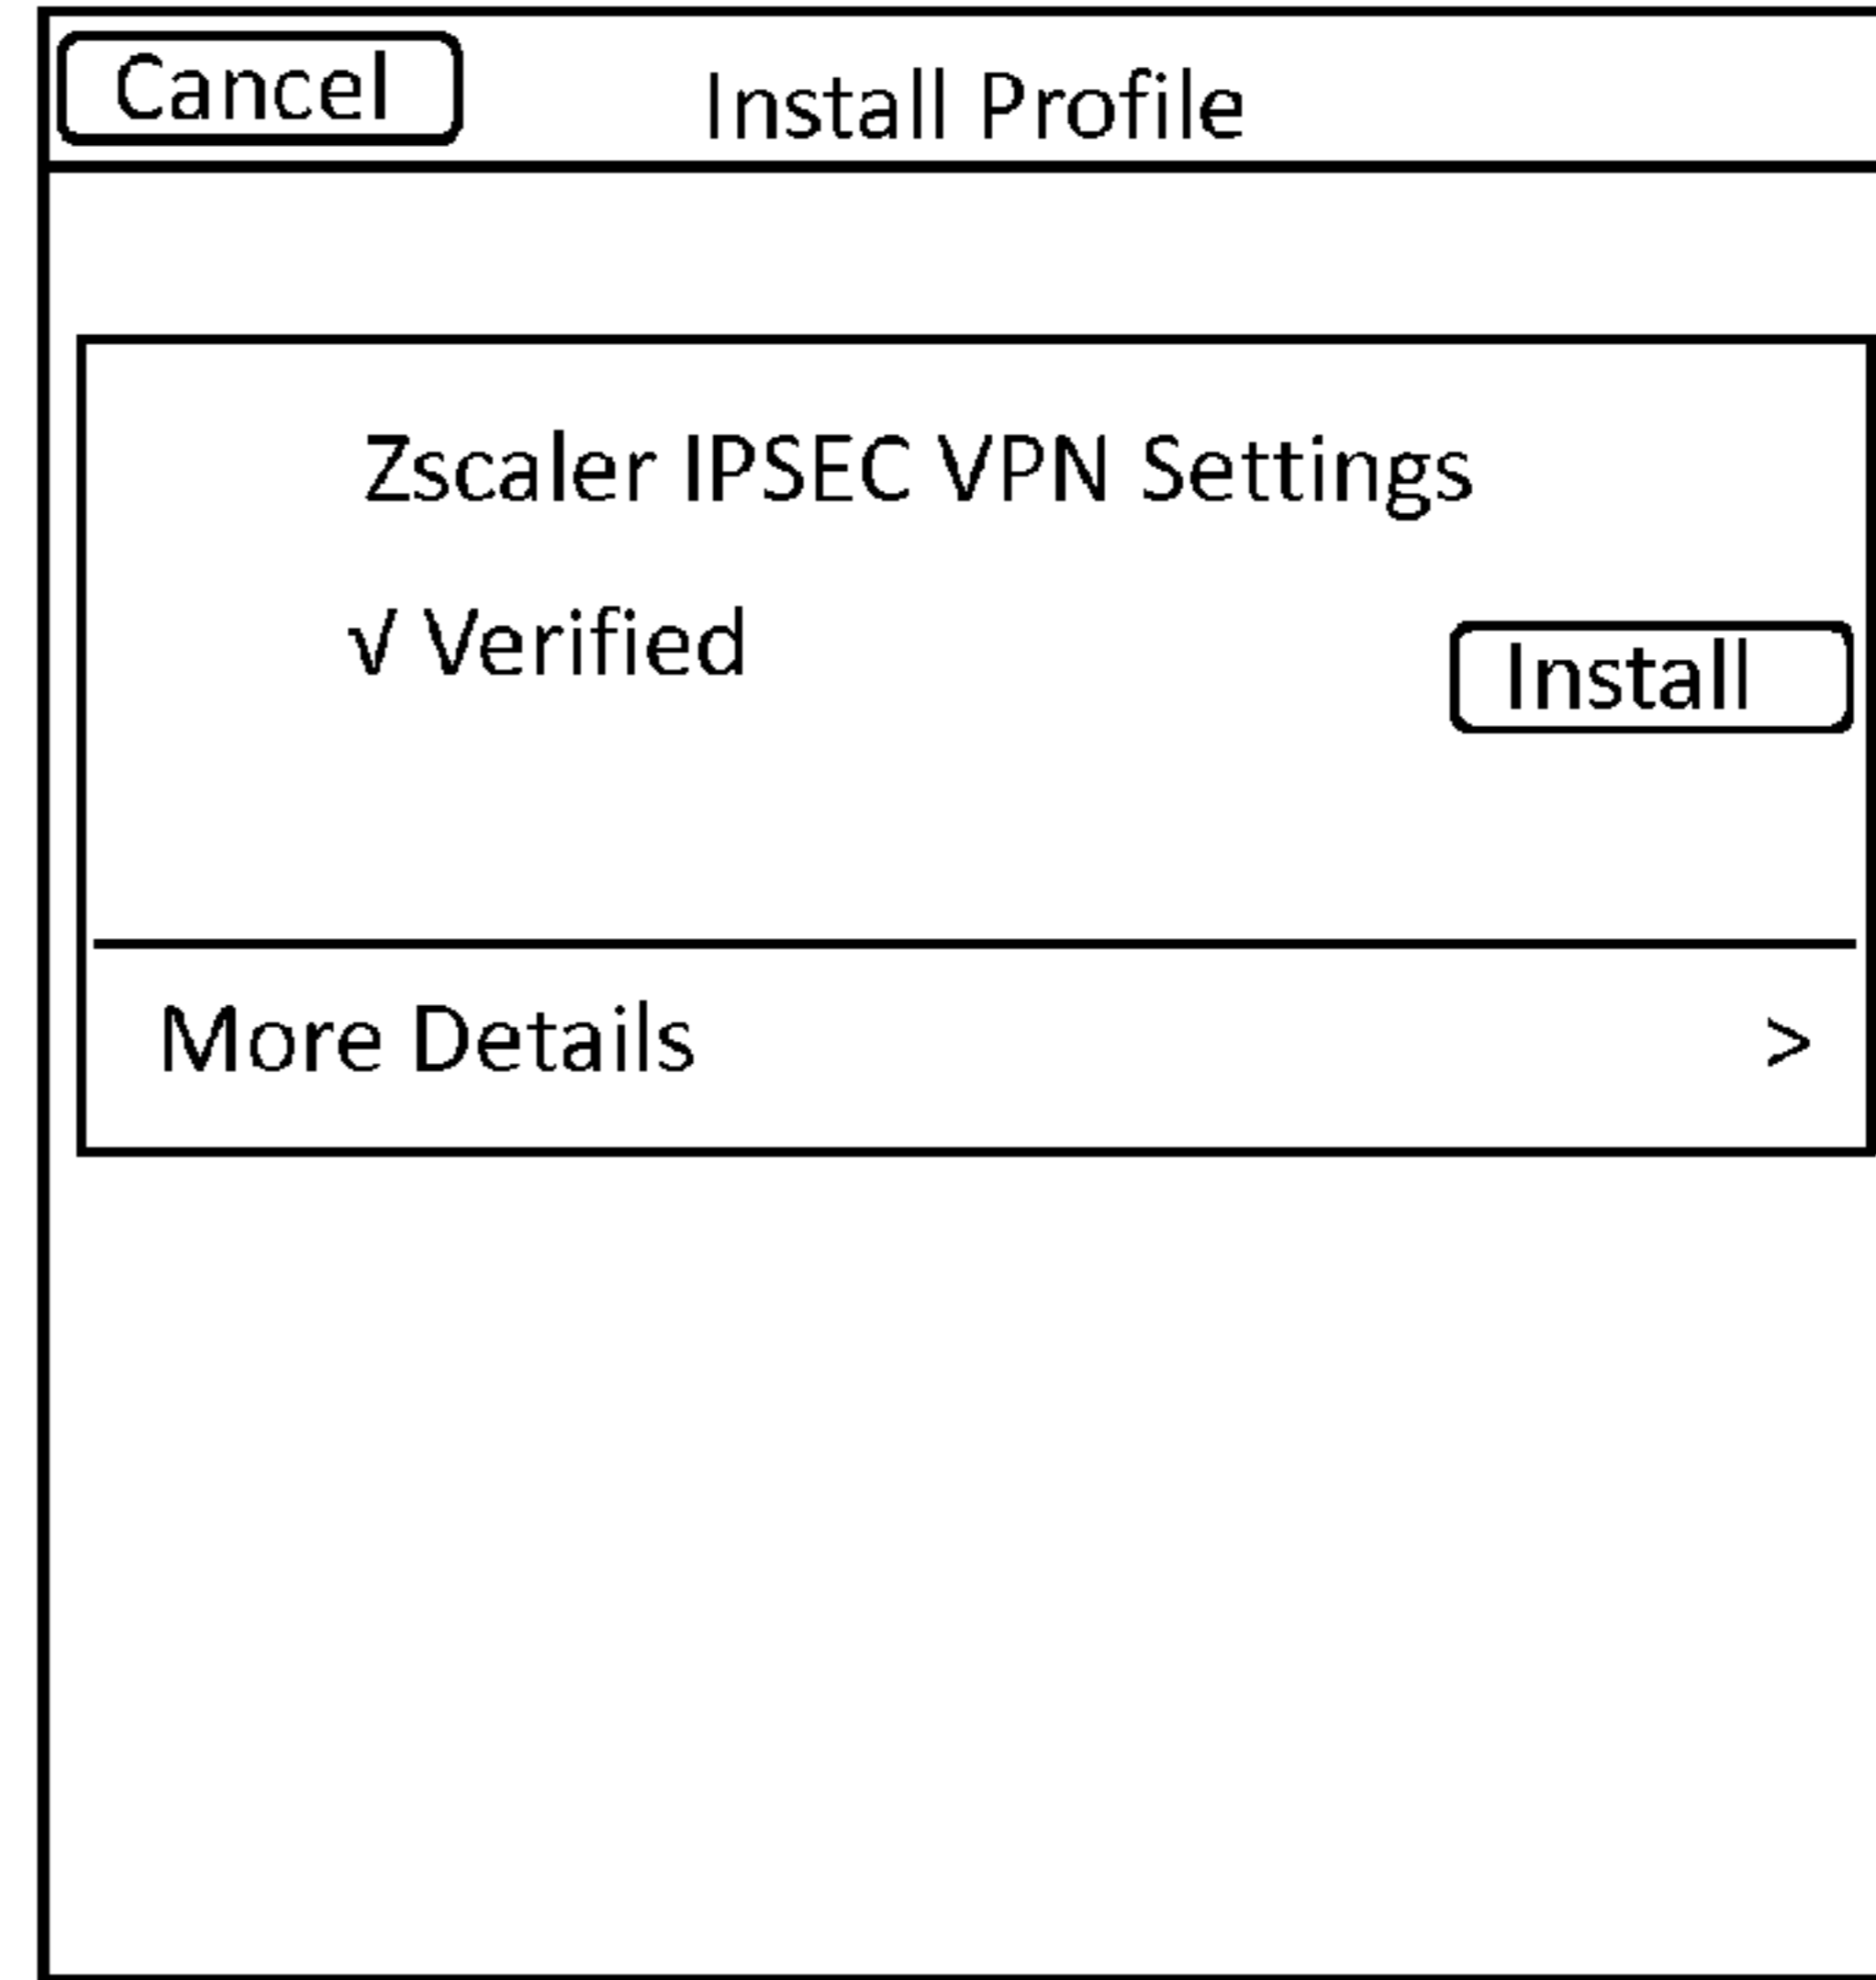 Cancel
Install Profile
Zscaler IPSEC VPN Settings
√ Verified
Install
More Details >